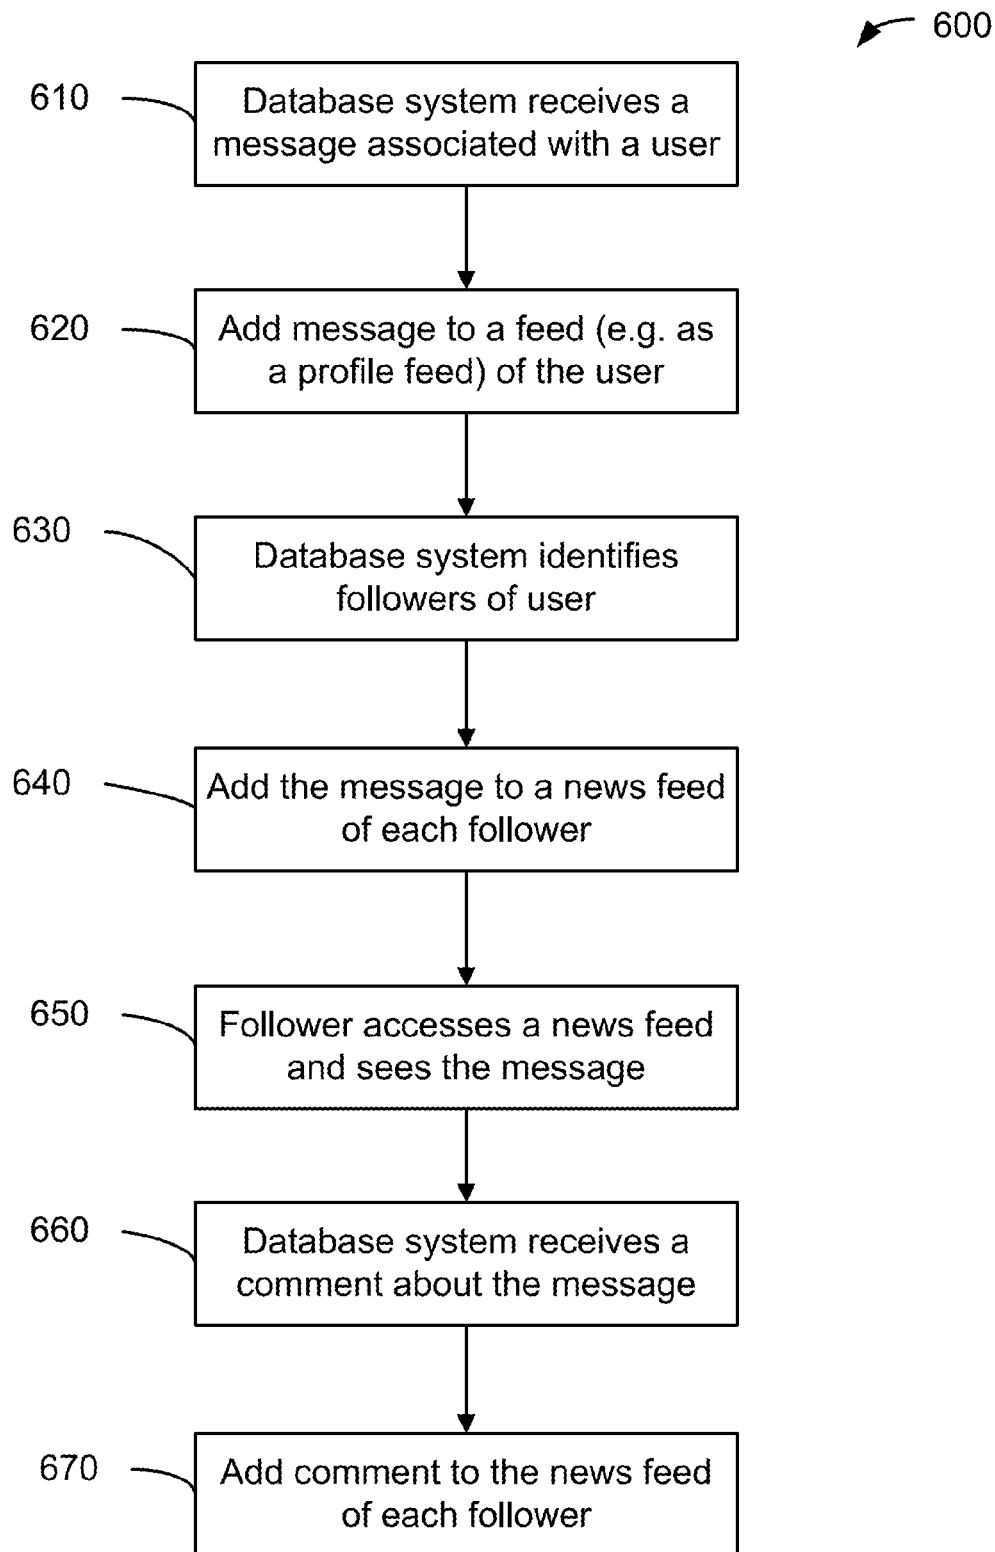 600
610
Database system receives a
message associated with a user
620
Add message to a feed (e.g. as
a profile feed) of the user
630
Database system identifies
followers of user
640
Add the message to a news feed
of each follower
650
Follower accesses a news feed
and sees the message
660
Database system receives a
comment about the message
670
Add comment to the news feed
of each follower